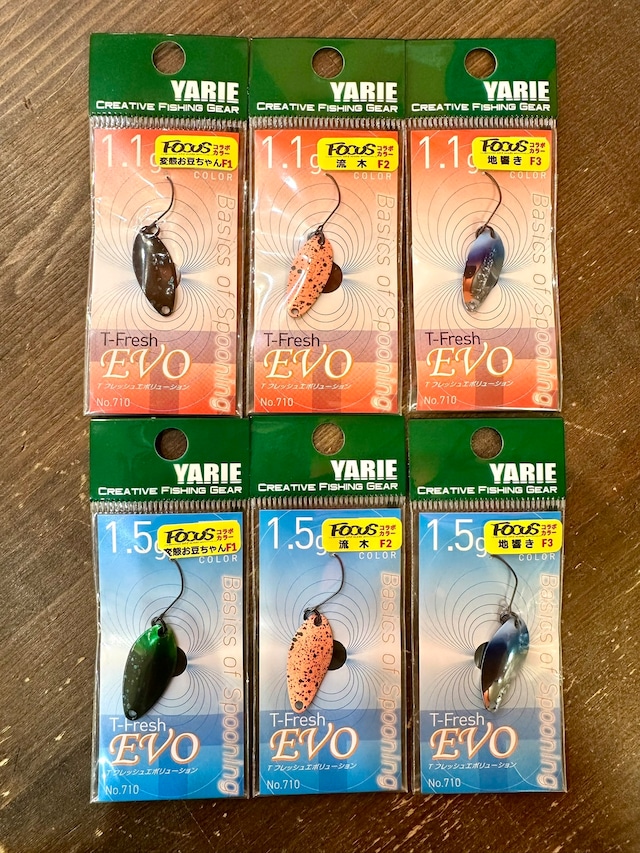 YARIE
CREATIVE FISHING GEAR
1.1g
FOCUS コラボカラー
変態お豆ちゃん F1
COLOR
Basics of Spooning
T-Fresh
EVO
T フレッシュエボリューション
No.710
YARIE
CREATIVE FISHING GEAR
1.1g
FOCUS コラボカラー
流木 F2
COLOR
Basics of Spooning
T-Fresh
EVO
T フレッシュエボリューション
No.710
YARIE
CREATIVE FISHING GEAR
1.1g
FOCUS コラボカラー
地響き F3
COLOR
Basics of Spooning
T-Fresh
EVO
T フレッシュエボリューション
No.710
YARIE
CREATIVE FISHING GEAR
1.5g
FOCUS コラボカラー
変態お豆ちゃん F1
COLOR
Basics of Spooning
T-Fresh
EVO
T フレッシュエボリューション
No.710
YARIE
CREATIVE FISHING GEAR
1.5g
FOCUS コラボカラー
流木 F2
COLOR
Basics of Spooning
T-Fresh
EVO
T フレッシュエボリューション
No.710
YARIE
CREATIVE FISHING GEAR
1.5g
FOCUS コラボカラー
地響き F3
COLOR
Basics of Spooning
T-Fresh
EVO
T フレッシュエボリューション
No.710